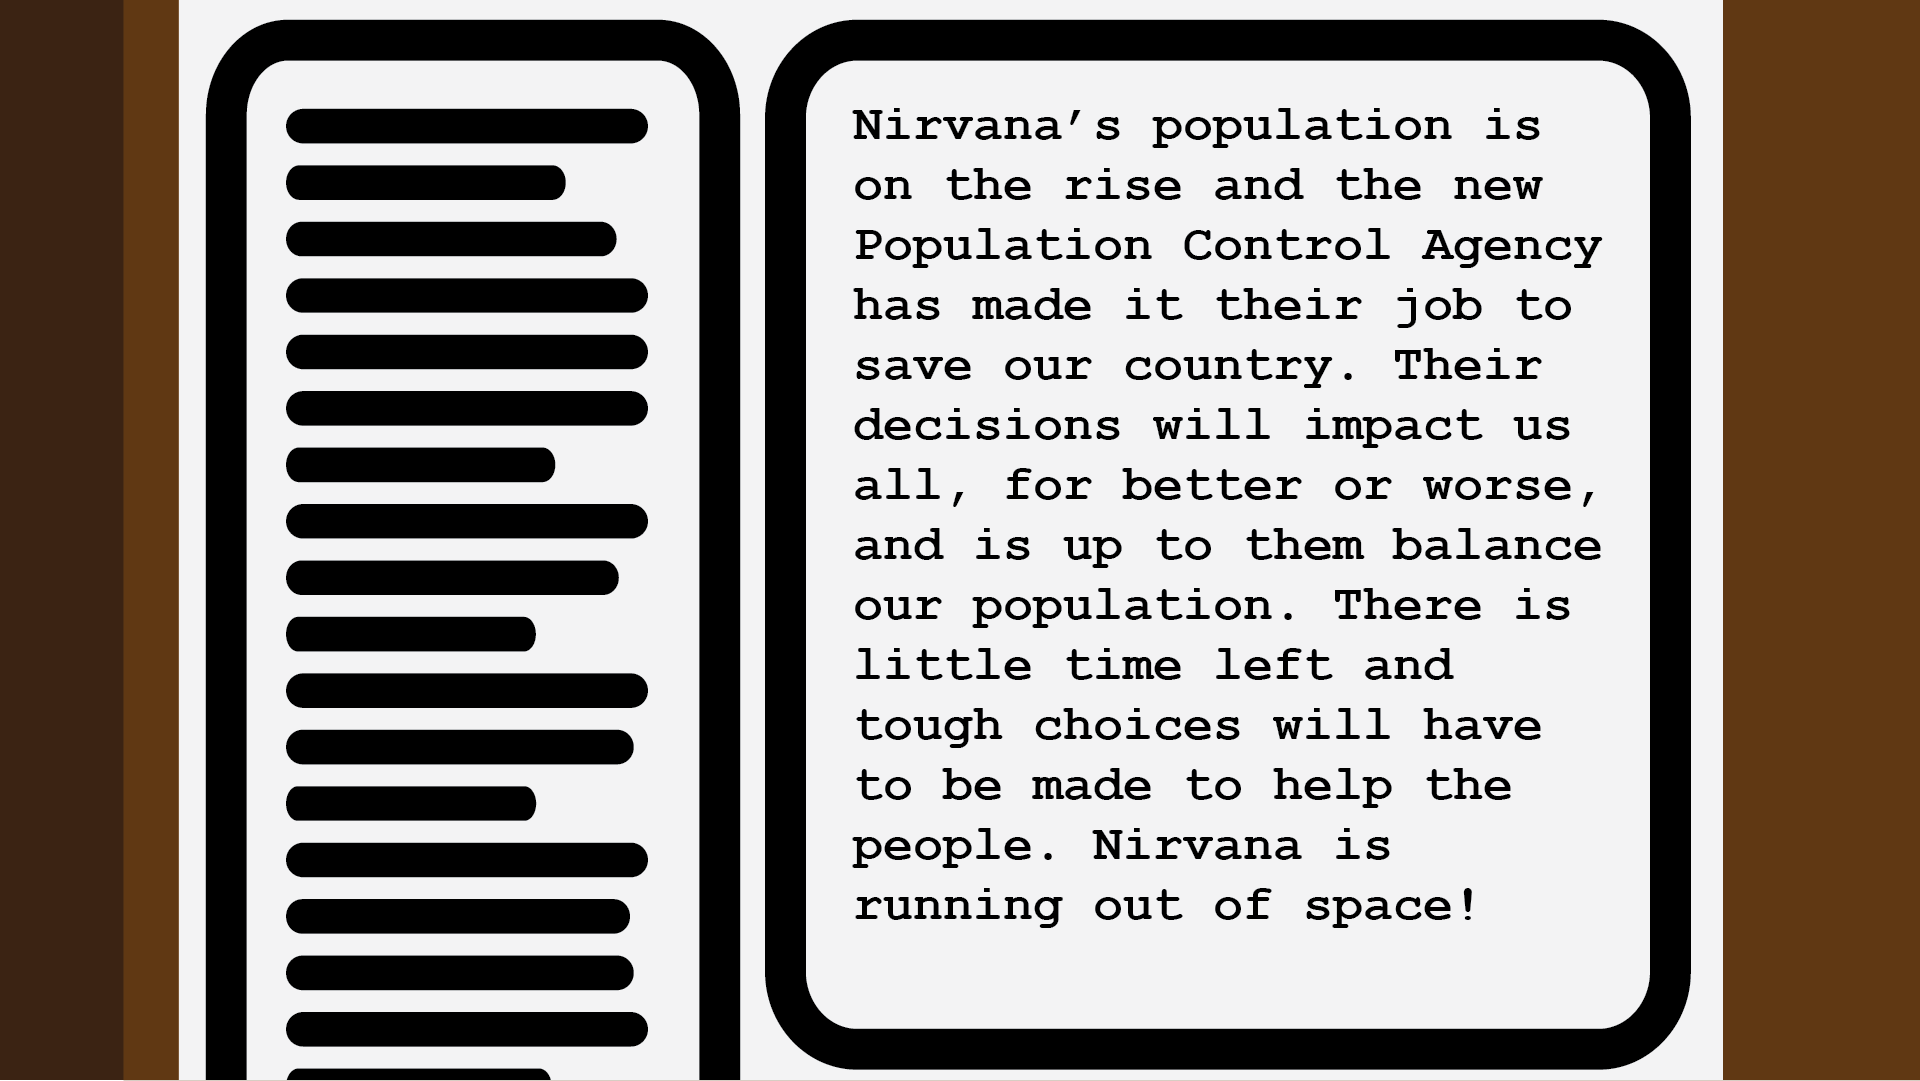 Nirvana’s population is
on the rise and the new
Population Control Agency
has made it their job to
save our country. Their
decisions will impact us
all, for better or worse,
and is up to them balance
our population. There is
little time left and
tough choices will have
to be made to help the
people. Nirvana is
running out of space!